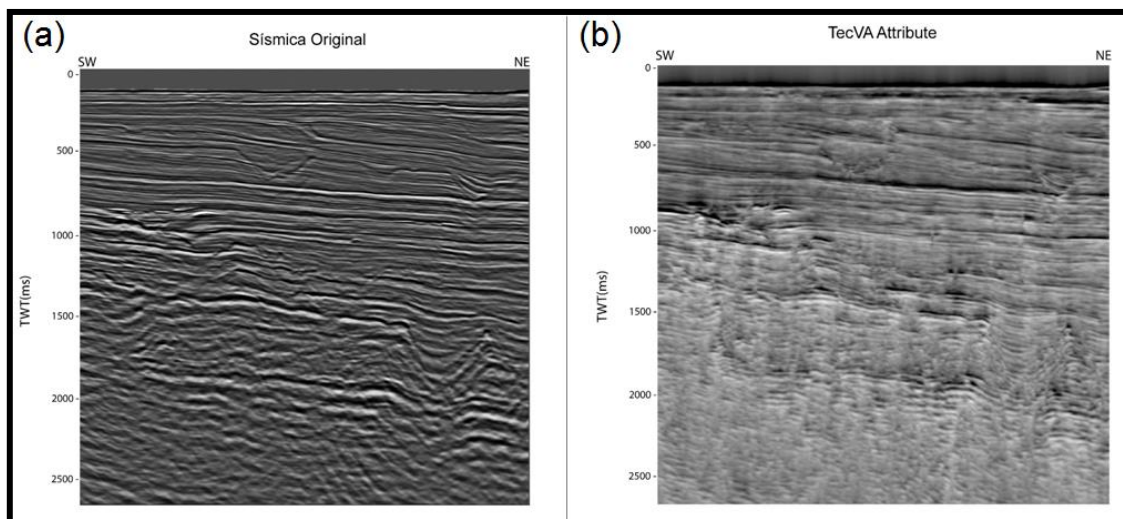 (a)
Sísmica Original
SW
NE
0
500
1000
1500
2000
2500
TWT(ms)
(b)
TecVA Attribute
SW
NE
0
500
1000
1500
2000
2500
TWT(ms)